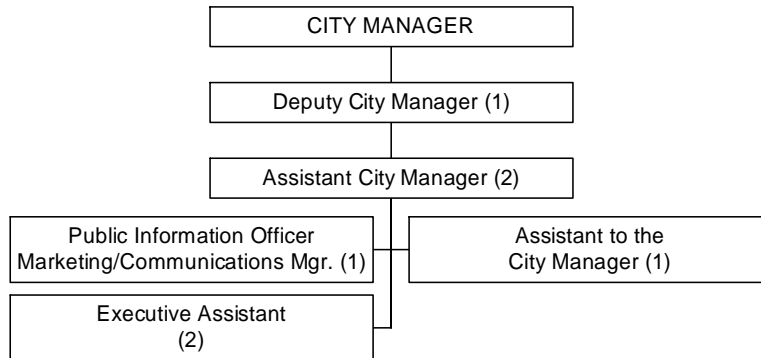 CITY MANAGER
Deputy City Manager (1)
Assistant City Manager (2)
Public Information Officer
Marketing/Communications Mgr. (1)
Assistant to the
City Manager (1)
Executive Assistant
(2)